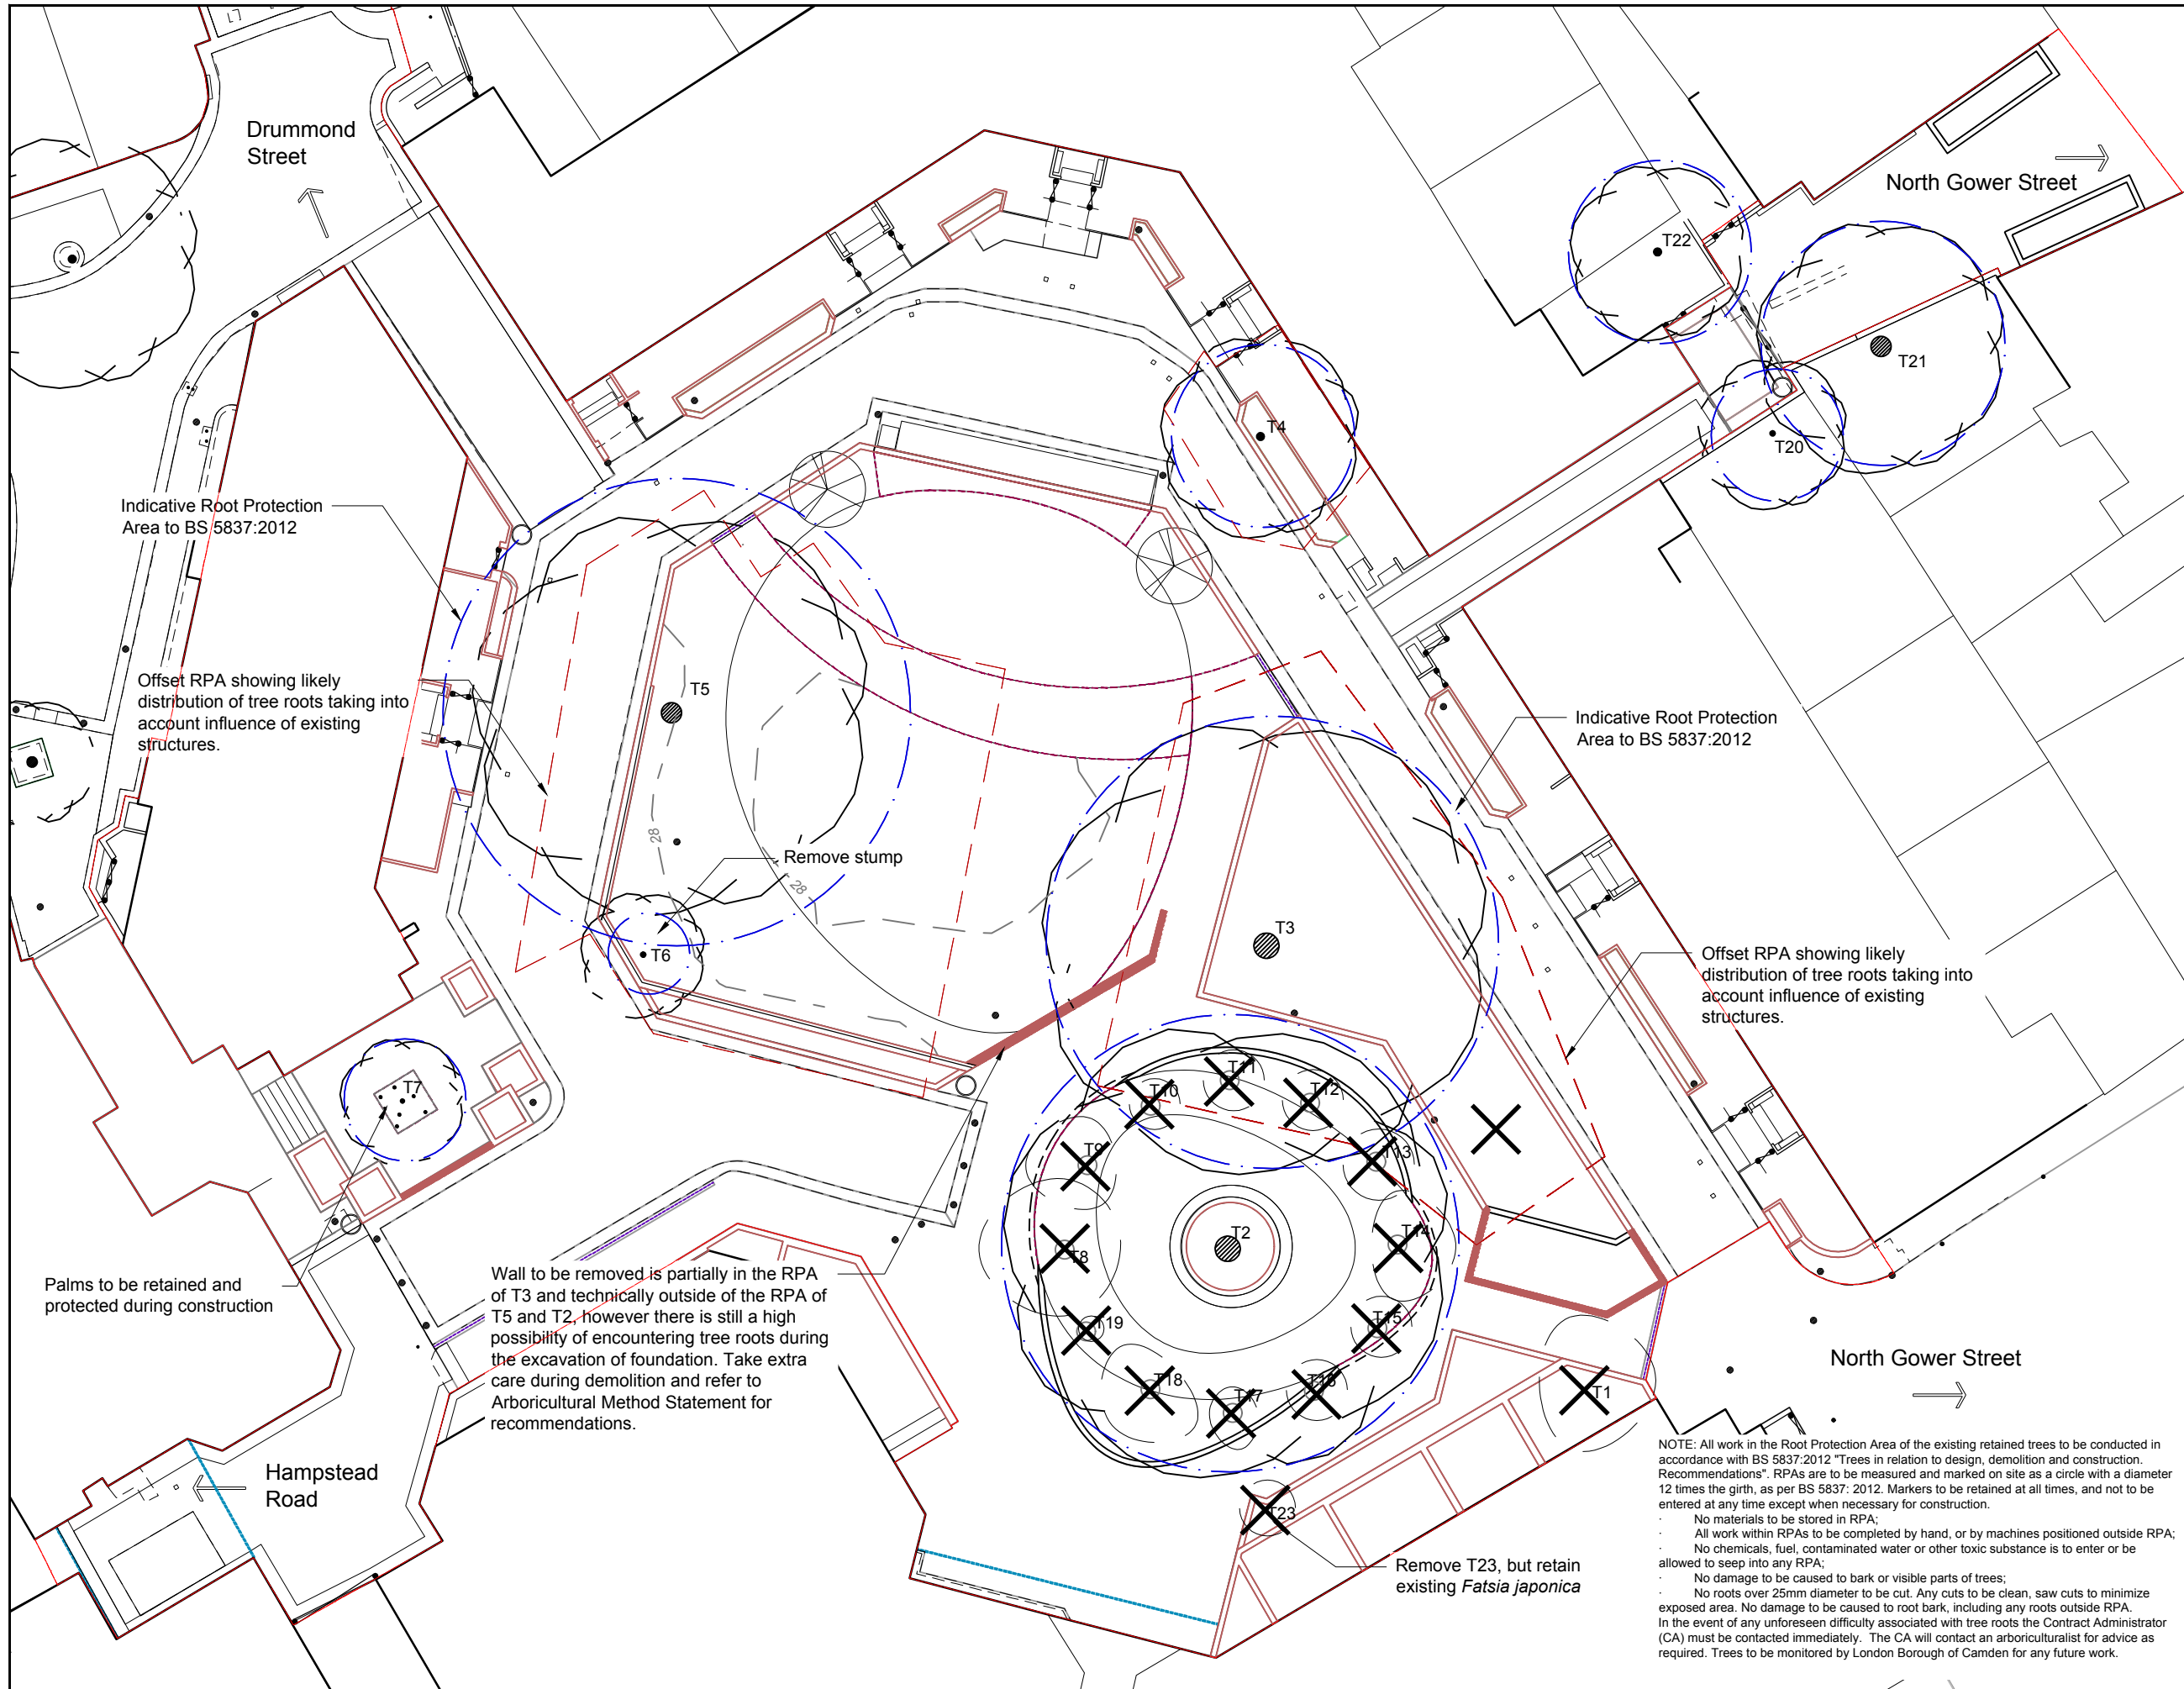 Drummond
Street
North Gower Street
T22
T21
T20
T4
Indicative Root Protection
Area to BS 5837:2012
Offset RPA showing likely
distribution of tree roots taking into
account influence of existing
structures.
T5
28
28
Remove stump
T6
Indicative Root Protection
Area to BS 5837:2012
T3
Offset RPA showing likely
distribution of tree roots taking into
account influence of existing
structures.
T7
T11
T10
T12
T9
T13
T2
T14
T8
T15
T19
T18
T16
T17
T1
T23
Palms to be retained and
protected during construction
Wall to be removed is partially in the RPA
of T3 and technically outside of the RPA of
T5 and T2, however there is still a high
possibility of encountering tree roots during
the excavation of foundation. Take extra
care during demolition and refer to
Arboricultural Method Statement for
recommendations.
North Gower Street
Hampstead
Road
Remove T23, but retain
existing Fatsia japonica
NOTE: All work in the Root Protection Area of the existing retained trees to be conducted in
accordance with BS 5837:2012 "Trees in relation to design, demolition and construction.
Recommendations". RPAs are to be measured and marked on site as a circle with a diameter
12 times the girth, as per BS 5837: 2012. Markers to be retained at all times, and not to be
entered at any time except when necessary for construction.
· No materials to be stored in RPA;
· All work within RPAs to be completed by hand, or by machines positioned outside RPA;
· No chemicals, fuel, contaminated water or other toxic substance is to enter or be
allowed to seep into any RPA;
· No damage to be caused to bark or visible parts of trees;
· No roots over 25mm diameter to be cut. Any cuts to be clean, saw cuts to minimize
exposed area. No damage to be caused to root bark, including any roots outside RPA.
In the event of any unforeseen difficulty associated with tree roots the Contract Administrator
(CA) must be contacted immediately. The CA will contact an arboriculturalist for advice as
required. Trees to be monitored by London Borough of Camden for any future work.